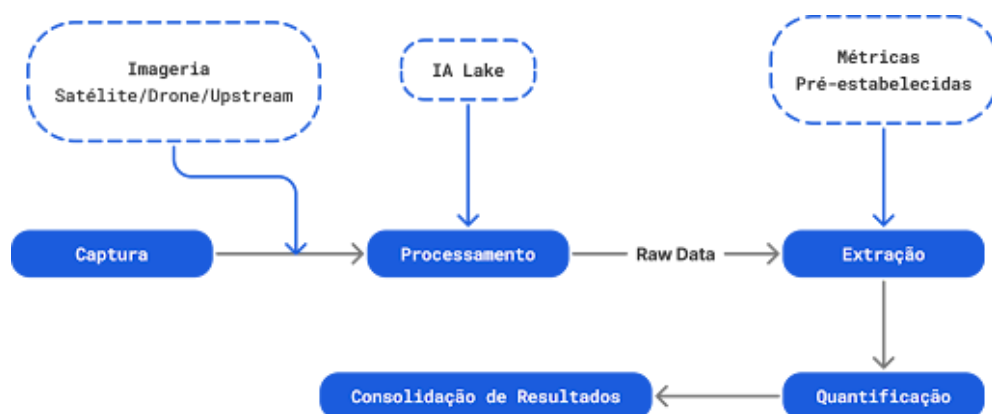 Imageria
Satélite/Drone/Upstream
IA Lake
Métricas
Pré-estabelecidas
Captura
Processamento
Raw Data
Extração
Consolidação de Resultados
Quantificação